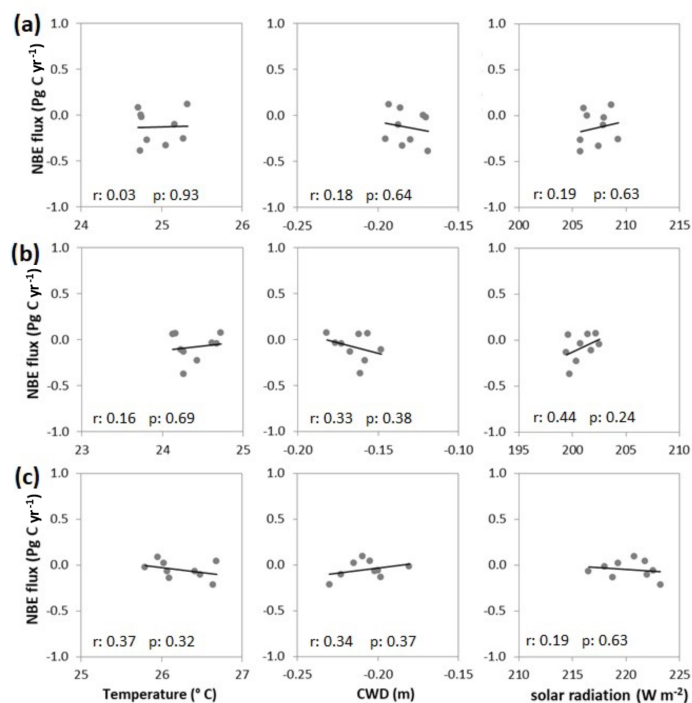 (a)
NBE flux (Pg C yr-1)
1.0 1.0 1.0
0.5 0.5 0.5
0.0 0.0 0.0
-0.5 -0.5 -0.5
-1.0 -1.0 -1.0
r: 0.03 p: 0.93 r: 0.18 p: 0.64 r: 0.19 p: 0.63
24 25 26 -0.25 -0.20 -0.15 200 205 210 215
(b)
NBE flux (Pg C yr-1)
1.0 1.0 1.0
0.5 0.5 0.5
0.0 0.0 0.0
-0.5 -0.5 -0.5
-1.0 -1.0 -1.0
r: 0.16 p: 0.69 r: 0.33 p: 0.38 r: 0.44 p: 0.24
23 24 25 -0.20 -0.15 -0.10 195 200 205 210
(c)
NBE flux (Pg C yr-1)
1.0 1.0 1.0
0.5 0.5 0.5
0.0 0.0 0.0
-0.5 -0.5 -0.5
-1.0 -1.0 -1.0
r: 0.37 p: 0.32 r: 0.34 p: 0.37 r: 0.19 p: 0.63
25 26 27 -0.25 -0.20 -0.15 210 215 220 225
Temperature (° C) CWD (m) solar radiation (W m-2)